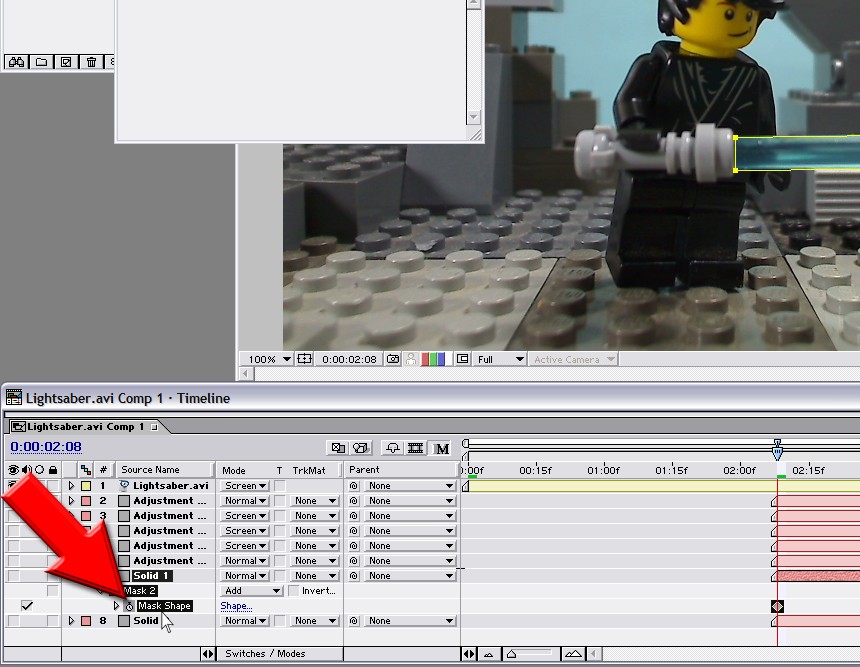 100% 0:00:02:08 Full Active Camera
Lightsaber.avi Comp 1 · Timeline
Lightsaber.avi Comp 1
0:00:02:08 M
# Source Name Mode T TrkMat Parent :00f 00:15f 01:00f 01:15f 02:00f 02:15f
1 Lightsaber.avi Screen None
2 Adjustment ... Normal None None
3 Adjustment ... Screen None None
Adjustment ... Screen None None
Adjustment ... Screen None None
Adjustment ... Normal None None
Solid 1 Normal None None
Mask 2 Add Invert...
Mask Shape Shape...
8 Solid Normal None None
Switches / Modes